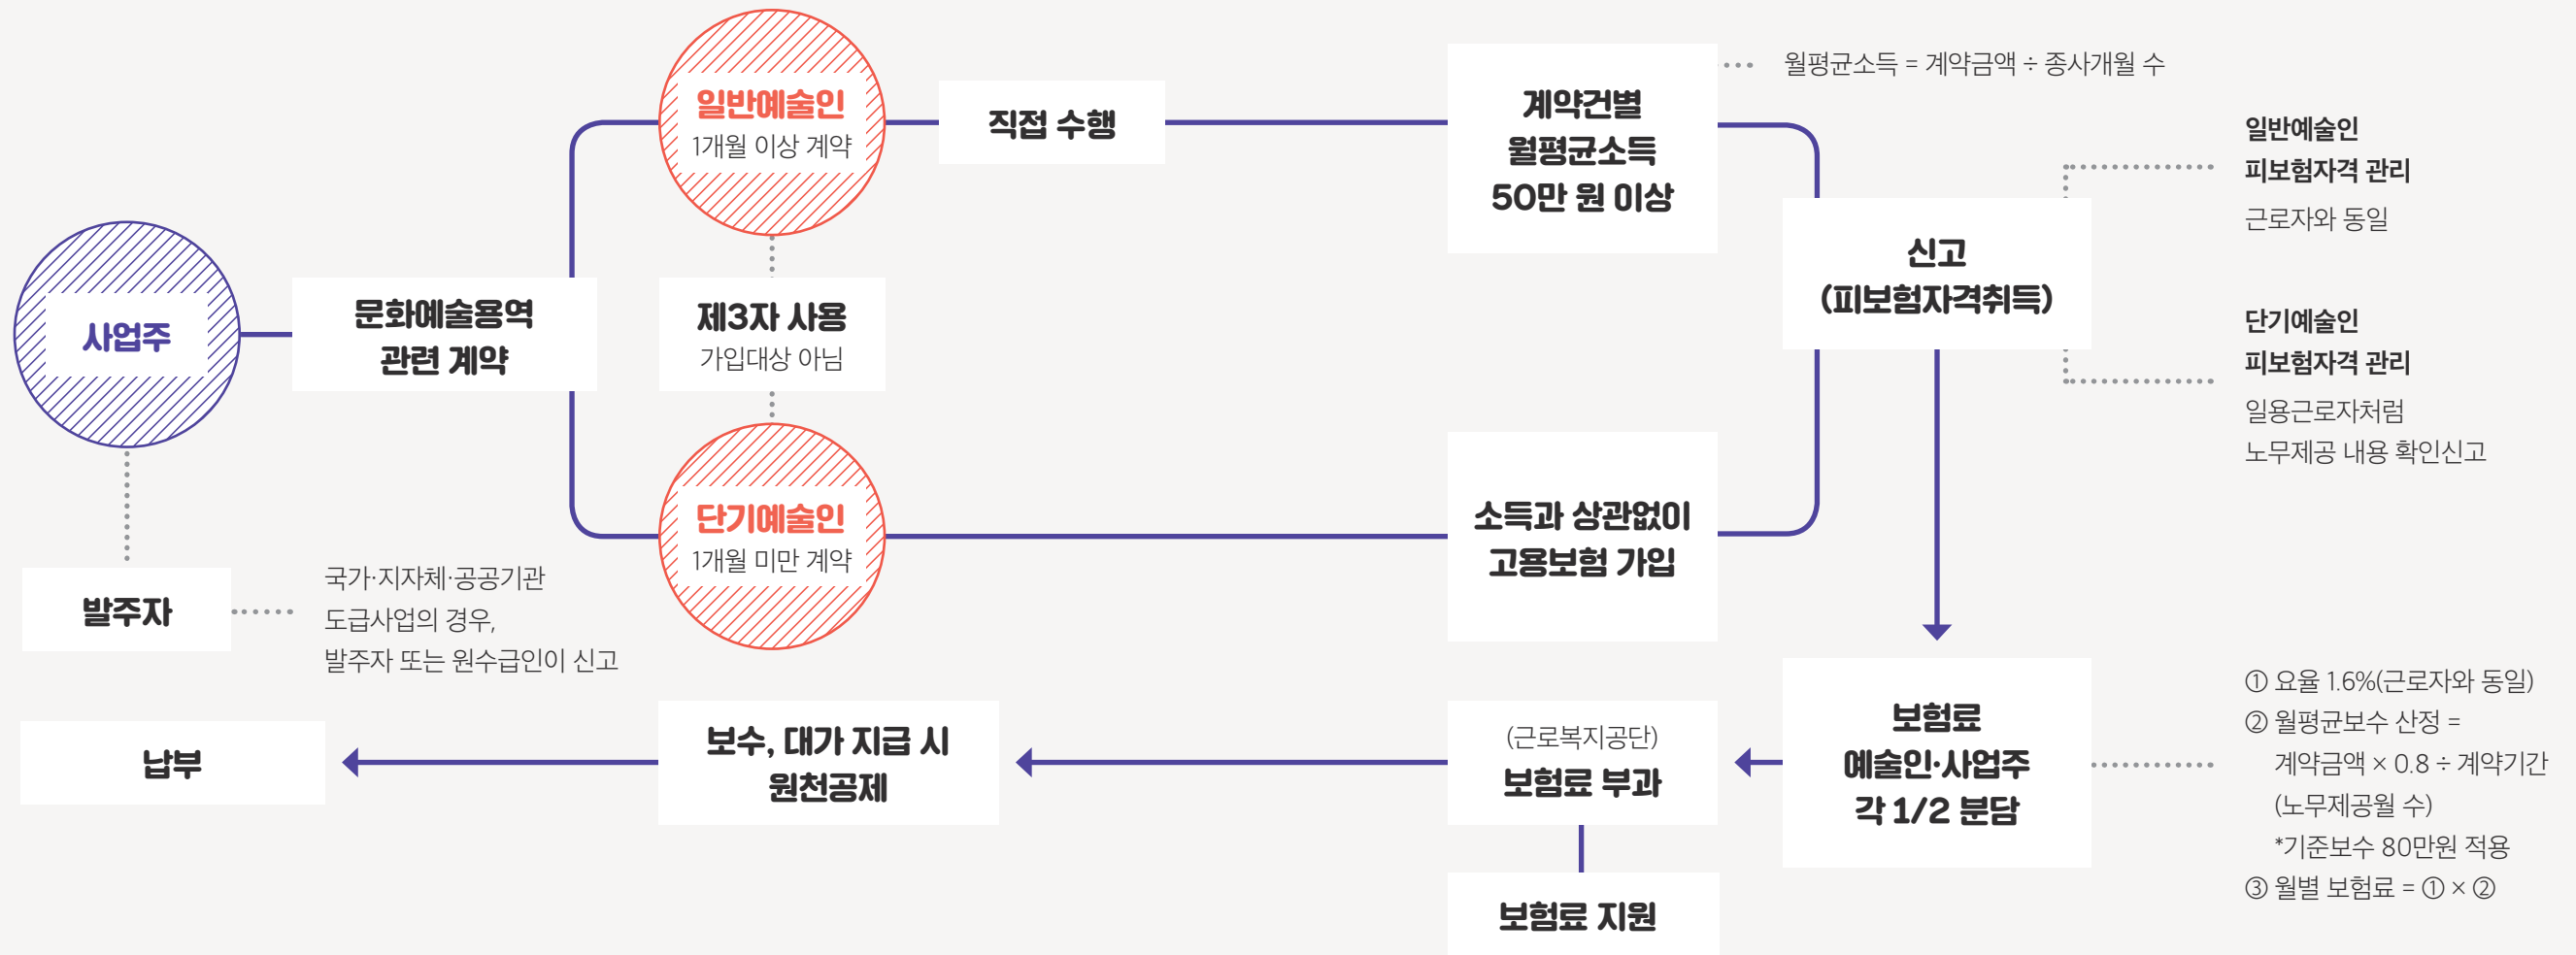 사업주
문화예술용역
관련 계약
일반예술인
1개월 이상 계약
직접 수행
제3자 사용
가입대상 아님
단기예술인
1개월 미만 계약
계약건별
월평균소득
50만 원 이상
월평균소득 = 계약금액 ÷ 종사개월 수
소득과 상관없이
고용보험 가입
신고
(피보험자격취득)
일반예술인
피보험자격 관리
근로자와 동일
단기예술인
피보험자격 관리
일용근로자처럼
노무제공 내용 확인신고
발주자
국가·지자체·공공기관
도급사업의 경우,
발주자 또는 원수급인이 신고
보험료
예술인·사업주
각 1/2 분담
① 요율 1.6%(근로자와 동일)
② 월평균보수 산정 =
계약금액 × 0.8 ÷ 계약기간
(노무제공월 수)
*기준보수 80만원 적용
③ 월별 보험료 = ① × ②
(근로복지공단)
보험료 부과
보험료 지원
보수, 대가 지급 시
원천공제
납부